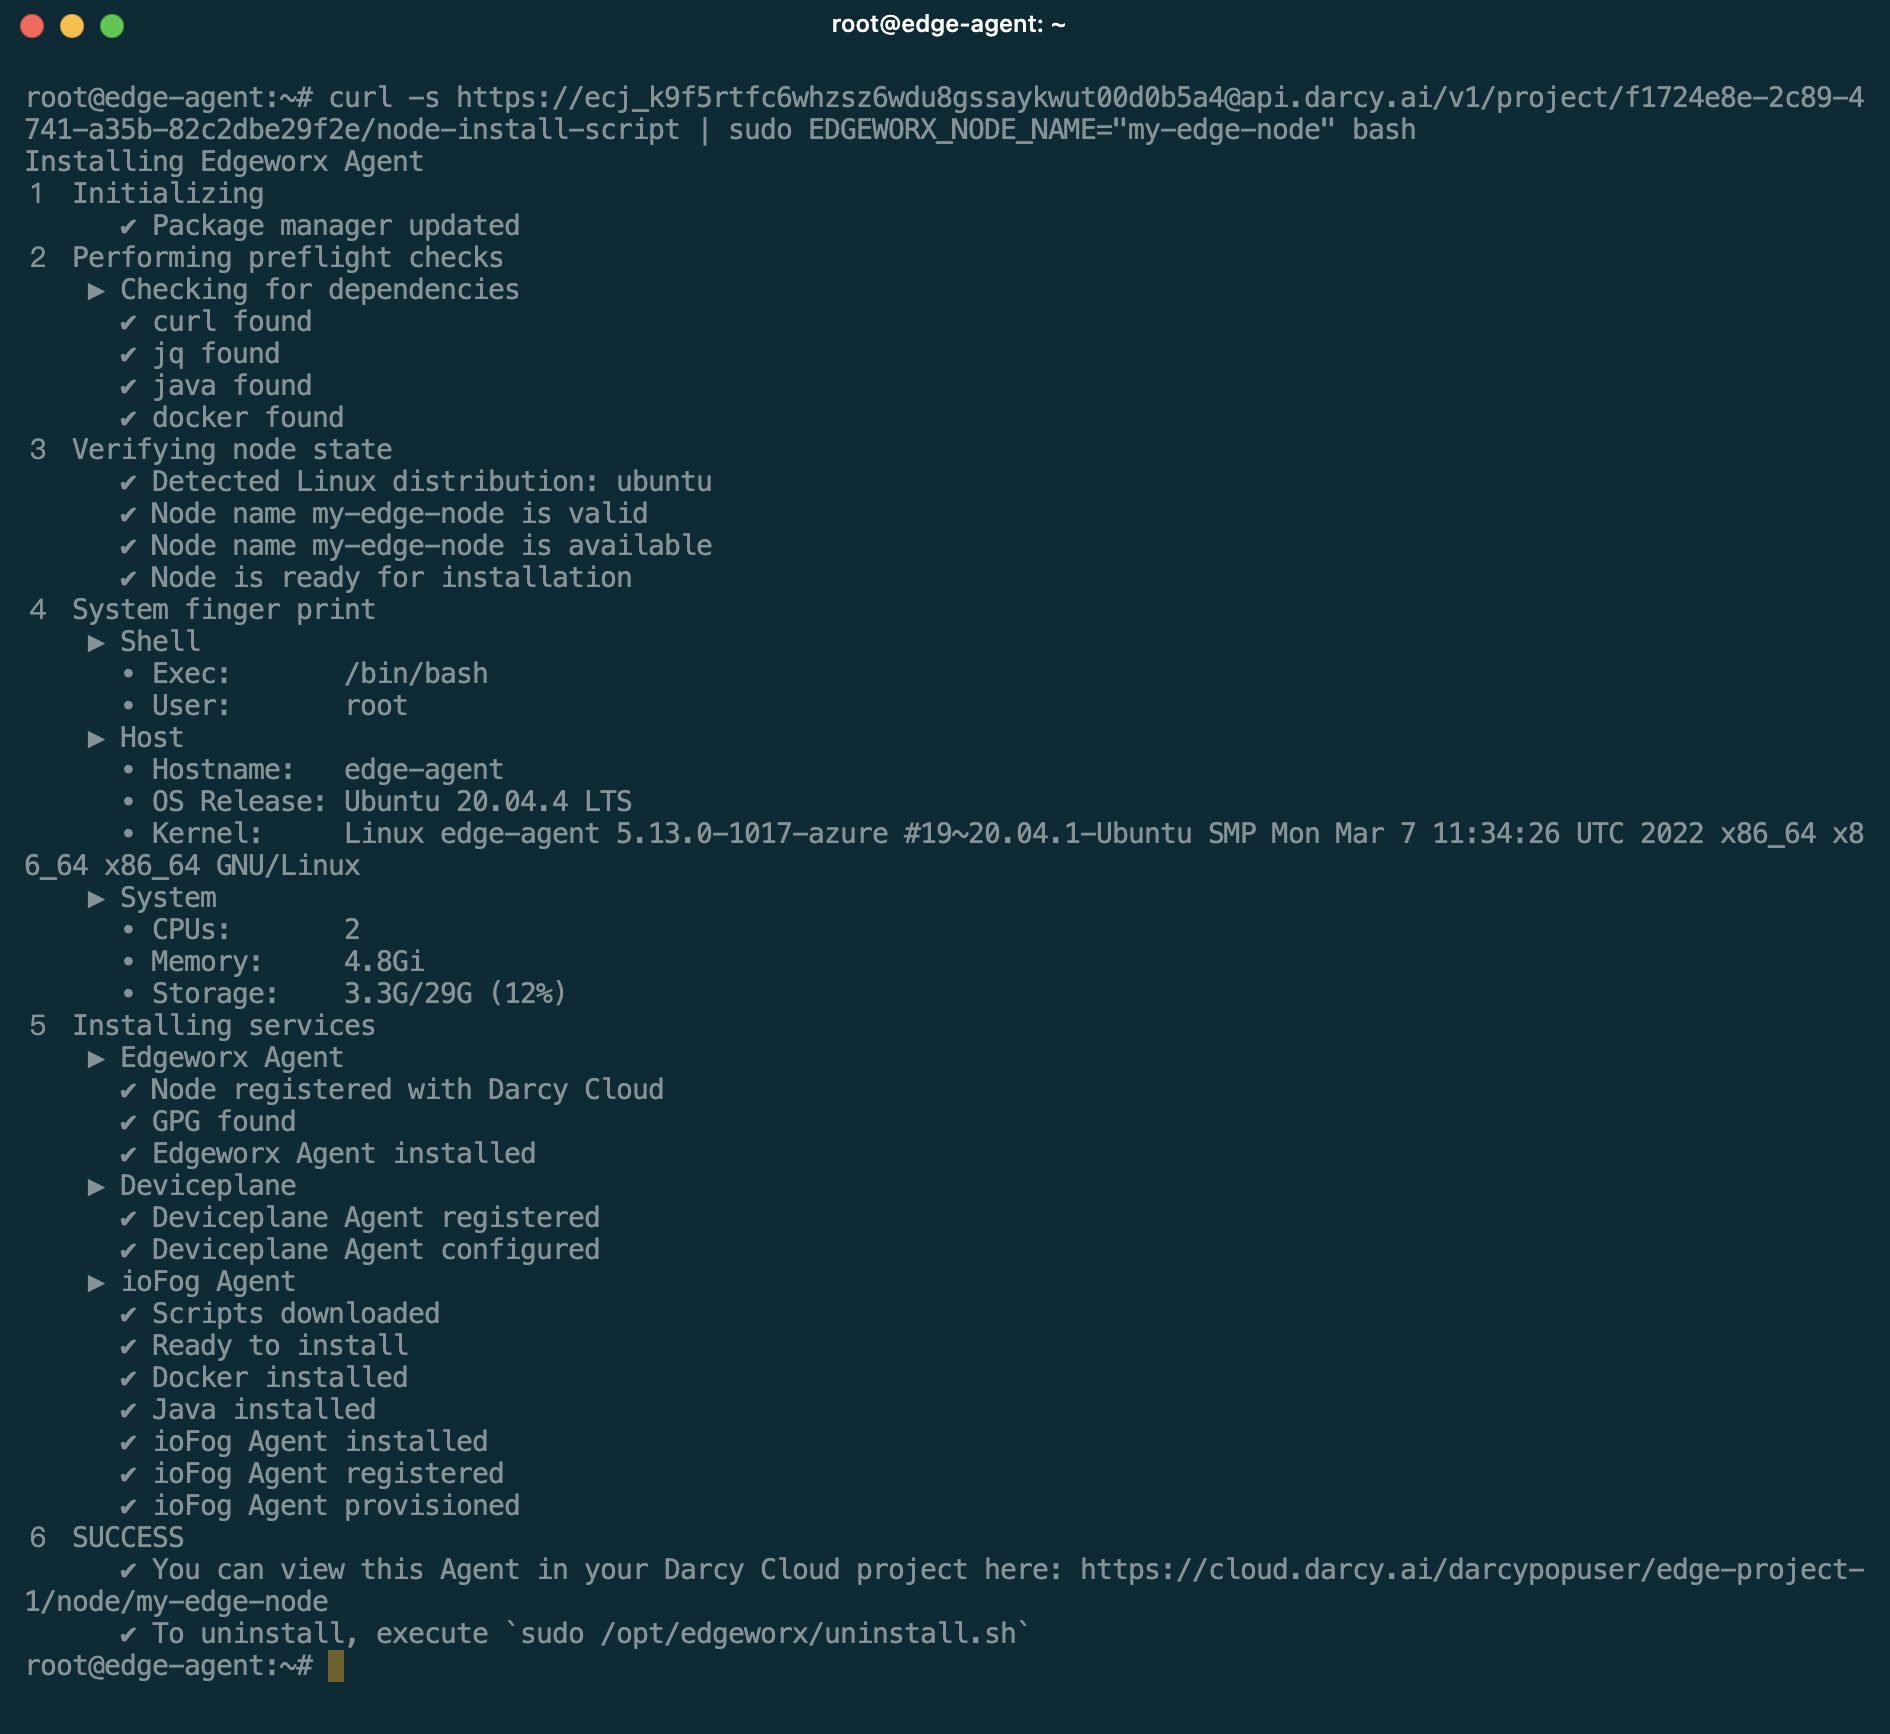 root@edge-agent: ~
root@edge-agent:~# curl -s https://ecj_k9f5rtfc6whzsz6wdu8gssaykwut00d0b5a4@api.darcy.ai/v1/project/f1724e8e-2c89-4
741-a35b-82c2dbe29f2e/node-install-script | sudo EDGEWORX_NODE_NAME="my-edge-node" bash
Installing Edgeworx Agent
1 Initializing
✔ Package manager updated
2 Performing preflight checks
▶ Checking for dependencies
✔ curl found
✔ jq found
✔ java found
✔ docker found
3 Verifying node state
✔ Detected Linux distribution: ubuntu
✔ Node name my-edge-node is valid
✔ Node name my-edge-node is available
✔ Node is ready for installation
4 System finger print
▶ Shell
• Exec: /bin/bash
• User: root
▶ Host
• Hostname: edge-agent
• OS Release: Ubuntu 20.04.4 LTS
• Kernel: Linux edge-agent 5.13.0-1017-azure #19~20.04.1-Ubuntu SMP Mon Mar 7 11:34:26 UTC 2022 x86_64 x8
6_64 x86_64 GNU/Linux
▶ System
• CPUs: 2
• Memory: 4.8Gi
• Storage: 3.3G/29G (12%)
5 Installing services
▶ Edgeworx Agent
✔ Node registered with Darcy Cloud
✔ GPG found
✔ Edgeworx Agent installed
▶ Deviceplane
✔ Deviceplane Agent registered
✔ Deviceplane Agent configured
▶ ioFog Agent
✔ Scripts downloaded
✔ Ready to install
✔ Docker installed
✔ Java installed
✔ ioFog Agent installed
✔ ioFog Agent registered
✔ ioFog Agent provisioned
6 SUCCESS
✔ You can view this Agent in your Darcy Cloud project here: https://cloud.darcy.ai/darcypopuser/edge-project-
1/node/my-edge-node
✔ To uninstall, execute `sudo /opt/edgeworx/uninstall.sh`
root@edge-agent:~#